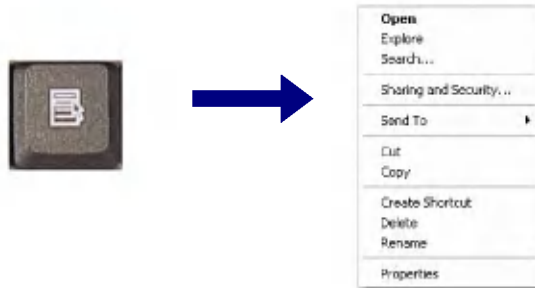 Open
Explore
Search...
Sharing and Security...
Send To
Cut
Copy
Create Shortcut
Delete
Rename
Properties